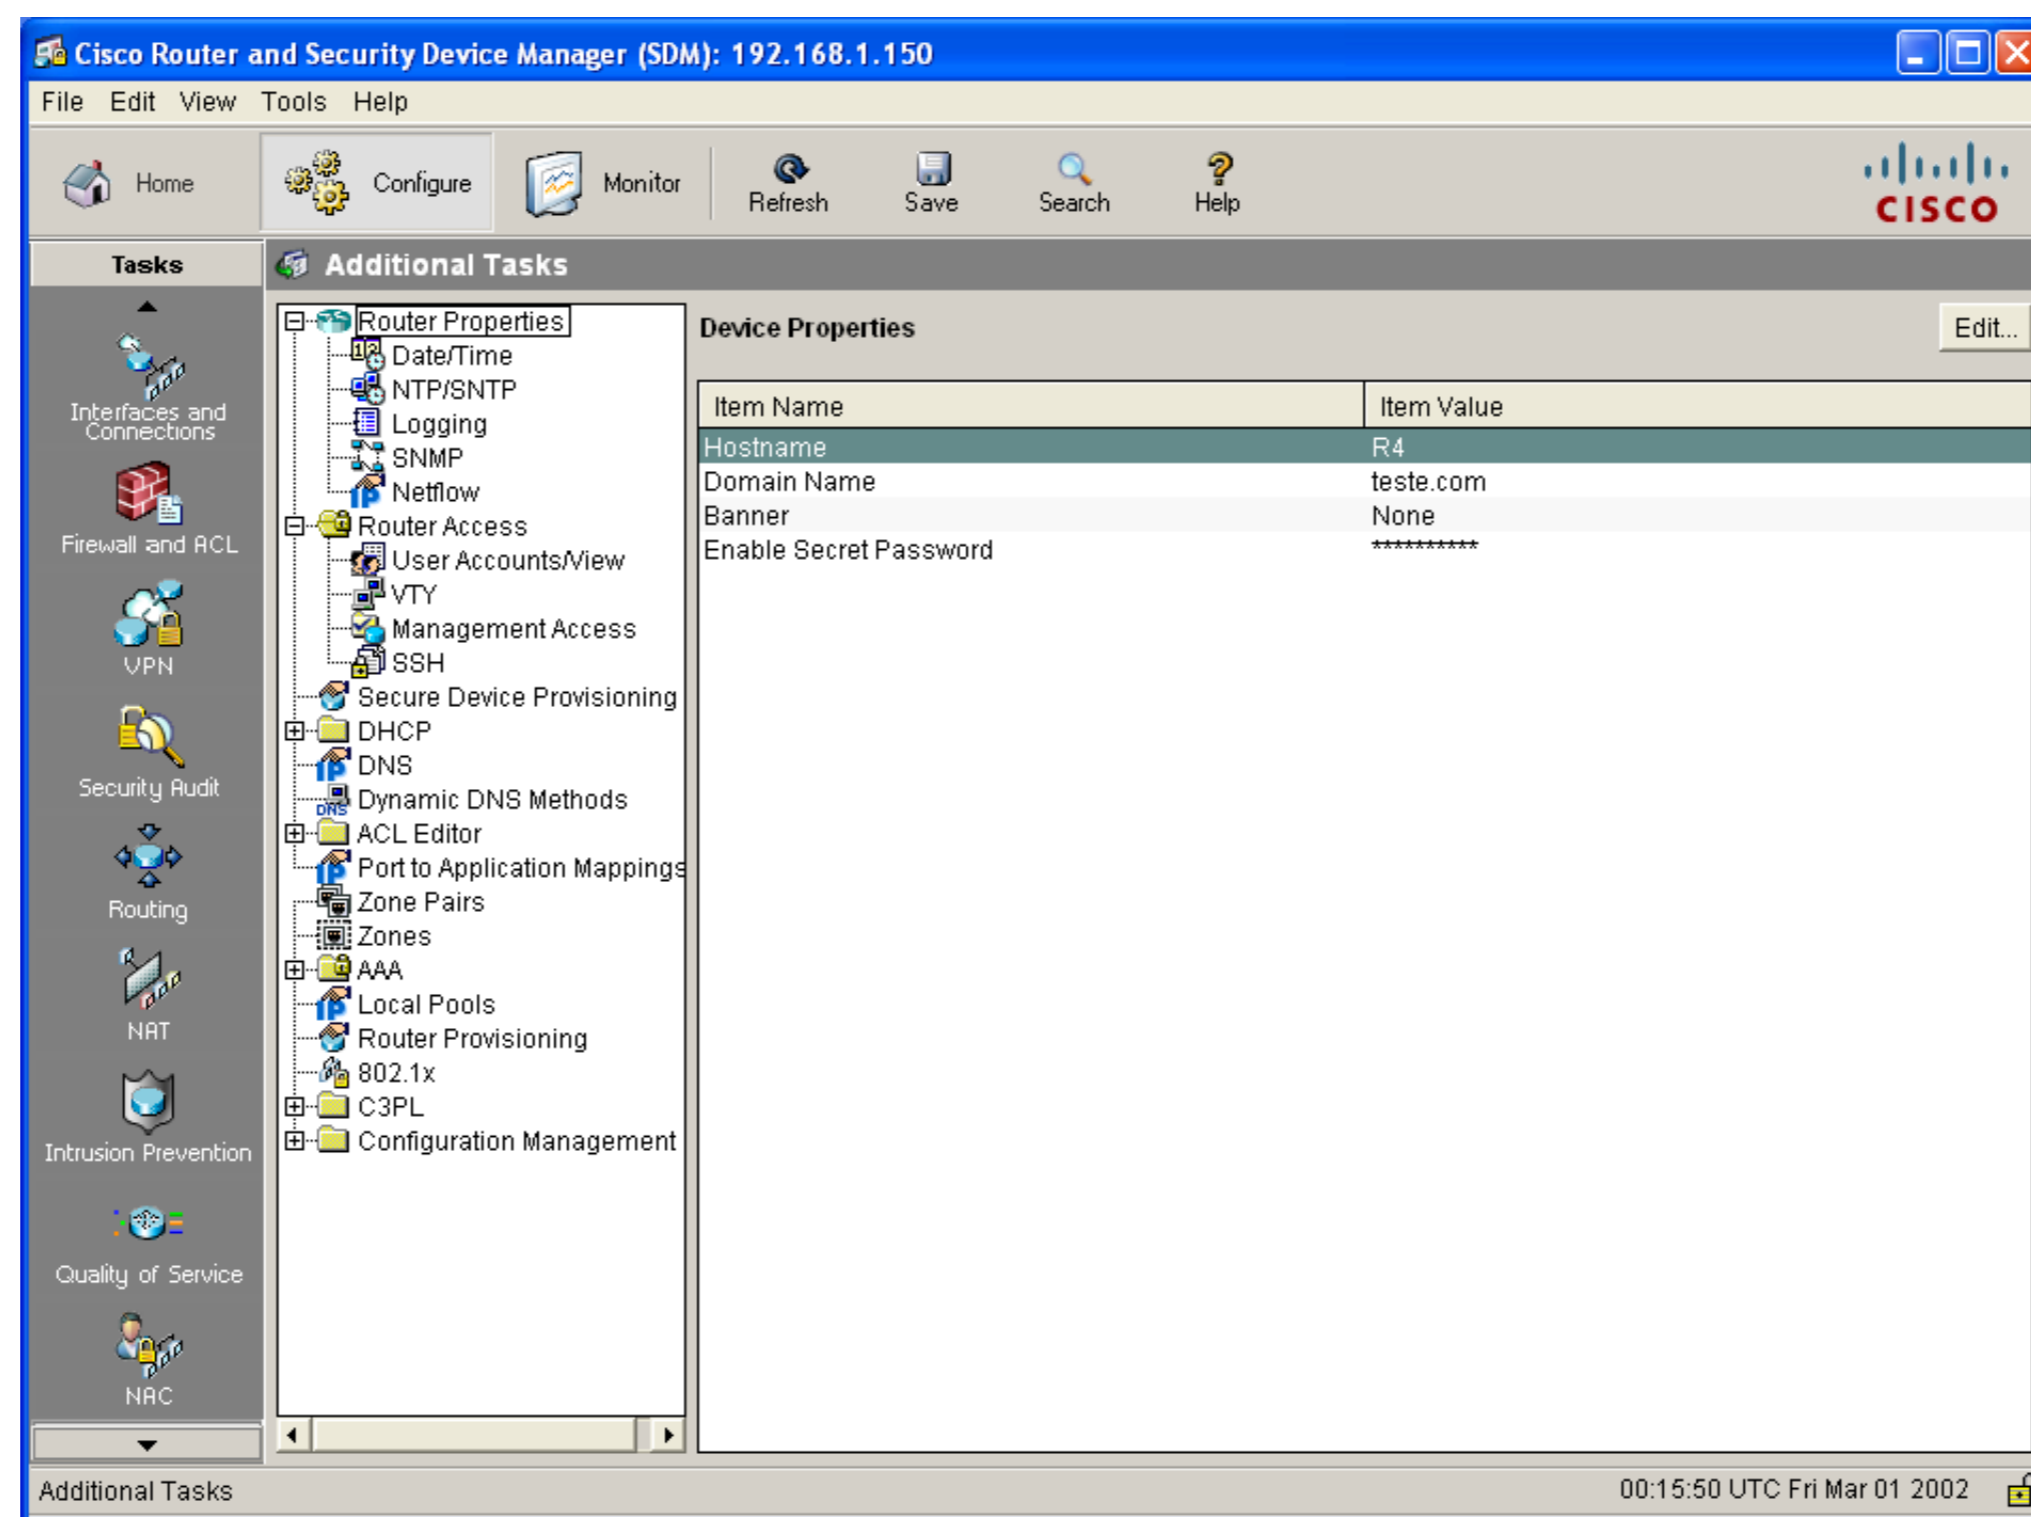 Cisco Router and Security Device Manager (SDM): 192.168.1.150
File Edit View Tools Help
Home Configure Monitor Refresh Save Search Help
CISCO
Tasks
Additional Tasks
Interfaces and
Connections
Firewall and ACL
VPN
Security Audit
Routing
NAT
Intrusion Prevention
Quality of Service
NAC
Router Properties
Date/Time
NTP/SNTP
Logging
SNMP
Netflow
Router Access
User Accounts/View
VTY
Management Access
SSH
Secure Device Provisioning
DHCP
DNS
Dynamic DNS Methods
ACL Editor
Port to Application Mappings
Zone Pairs
Zones
AAA
Local Pools
Router Provisioning
802.1x
C3PL
Configuration Management
Device Properties
Edit...
Item Name Item Value
Hostname R4
Domain Name teste.com
Banner None
Enable Secret Password **********
Additional Tasks
00:15:50 UTC Fri Mar 01 2002